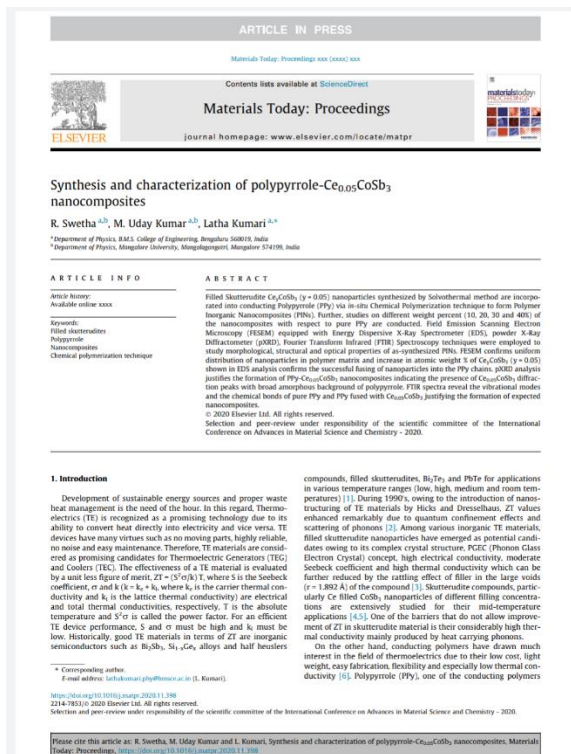 ARTICLE IN PRESS
Materials Today: Proceedings xxx (xxxx) xxx
Contents lists available at ScienceDirect
Materials Today: Proceedings
journal homepage: www.elsevier.com/locate/matpr
ELSEVIER
materialstoday:
PROCEEDINGS
Synthesis and characterization of polypyrrole-Ce0.05CoSb3
nanocomposites
R. Swetha a,b, M. Uday Kumar a,b, Latha Kumari a,*
a Department of Physics, B.M.S. College of Engineering, Bengaluru 560019, India
b Department of Physics, Mangalore University, Mangalagangotri, Mangalore 574199, India
ARTICLE INFO
Article history:
Available online xxxx
Keywords:
Filled skutterudites
Polypyrrole
Nanocomposites
Chemical polymerization technique
ABSTRACT
Filled Skutterudite CeyCoSb3 (y = 0.05) nanoparticles synthesized by Solvothermal method are incorpo-
rated into conducting Polypyrrole (PPy) via in-situ Chemical Polymerization technique to form Polymer
Inorganic Nanocomposites (PINs). Further, studies on different weight percent (10, 20, 30 and 40%) of
the nanocomposites with respect to pure PPy are conducted. Field Emission Scanning Electron
Microscopy (FESEM) equipped with Energy Dispersive X-Ray Spectrometer (EDS), powder X-Ray
Diffractometer (pXRD), Fourier Transform Infrared (FTIR) Spectroscopy techniques were employed to
study morphological, structural and optical properties of as-synthesized PINs. FESEM confirms uniform
distribution of nanoparticles in polymer matrix and increase in atomic weight % of CeyCoSb3 (y = 0.05)
shown in EDS analysis confirms the successful fusing of nanoparticles into the PPy chains. pXRD analysis
justifies the formation of PPy-Ce0.05CoSb3 nanocomposites indicating the presence of Ce0.05CoSb3 diffrac-
tion peaks with broad amorphous background of polypyrrole. FTIR spectra reveal the vibrational modes
and the chemical bonds of pure PPy and PPy fused with Ce0.05CoSb3 justifying the formation of expected
nanocomposites.
© 2020 Elsevier Ltd. All rights reserved.
Selection and peer-review under responsibility of the scientific committee of the International
Conference on Advances in Material Science and Chemistry - 2020.
1. Introduction
Development of sustainable energy sources and proper waste
heat management is the need of the hour. In this regard, Thermo-
electrics (TE) is recognized as a promising technology due to its
ability to convert heat directly into electricity and vice versa. TE
devices have many virtues such as no moving parts, highly reliable,
no noise and easy maintenance. Therefore, TE materials are consid-
ered as promising candidates for Thermoelectric Generators (TEG)
and Coolers (TEC). The effectiveness of a TE material is evaluated
by a unit less figure of merit, ZT = (S²σ/k) T, where S is the Seebeck
coefficient, σ and k (k = ke + kl, where ke is the carrier thermal con-
ductivity and kl is the lattice thermal conductivity) are electrical
and total thermal conductivities, respectively, T is the absolute
temperature and S²σ is called the power factor. For an efficient
TE device performance, S and σ must be high and k must be
low. Historically, good TE materials in terms of ZT are inorganic
semiconductors such as Bi2Sb3, Si1-xGex alloys and half heuslers
compounds, filled skutterudites, Bi2Te3 and PbTe for applications
in various temperature ranges (low, high, medium and room tem-
peratures) [1]. During 1990's, owing to the introduction of nano-
structuring of TE materials by Hicks and Dresselhaus, ZT values
enhanced remarkably due to quantum confinement effects and
scattering of phonons [2]. Among various inorganic TE materials,
filled skutterudite nanoparticles have emerged as potential candi-
dates owing to its complex crystal structure, PGEC (Phonon Glass
Electron Crystal) concept, high electrical conductivity, moderate
Seebeck coefficient and high thermal conductivity which can be
further reduced by the rattling effect of filler in the large voids
(r = 1.892 Å) of the compound [3]. Skutterudite compounds, partic-
ularly Ce filled CoSb3 nanoparticles of different filling concentra-
tions are extensively studied for their mid-temperature
applications [4,5]. One of the barriers that do not allow improve-
ment of ZT in skutterudite material is their considerably high ther-
mal conductivity mainly produced by heat carrying phonons.
On the other hand, conducting polymers have drawn much
interest in the field of thermoelectrics due to their low cost, light
weight, easy fabrication, flexibility and especially low thermal con-
ductivity [6]. Polypyrrole (PPy), one of the conducting polymers
* Corresponding author.
E-mail address: lathakumari.phy@bmsce.ac.in (L. Kumari).
https://doi.org/10.1016/j.matpr.2020.11.398
2214-7853/© 2020 Elsevier Ltd. All rights reserved.
Selection and peer-review under responsibility of the scientific committee of the International Conference on Advances in Material Science and Chemistry - 2020.
Please cite this article as: R. Swetha, M. Uday Kumar and L. Kumari, Synthesis and characterization of polypyrrole-Ce0.05CoSb3 nanocomposites, Materials
Today: Proceedings, https://doi.org/10.1016/j.matpr.2020.11.398